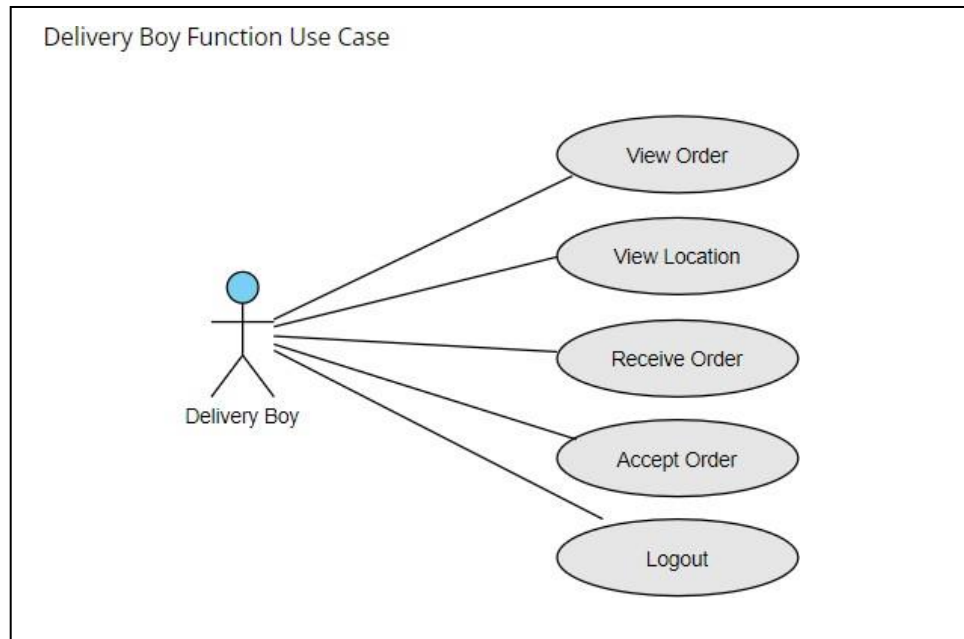 Delivery Boy Function Use Case
View Order
View Location
Receive Order
Delivery Boy
Accept Order
Logout